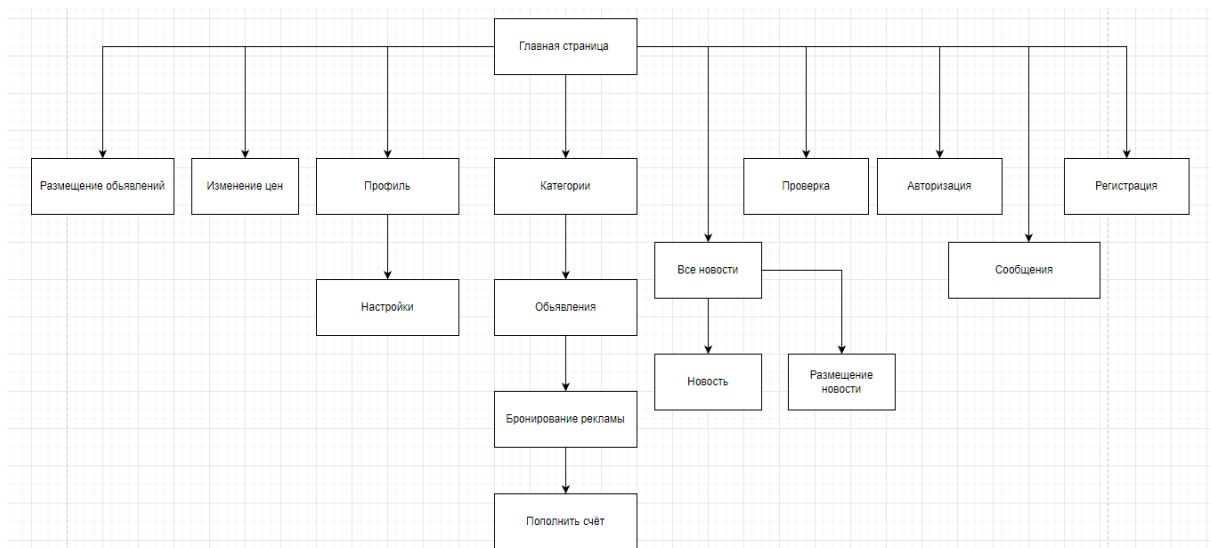 Главная страница
Размещение обьявлений
Изменение цен
Профиль
Категории
Проверка
Авторизация
Регистрация
Все новости
Сообщения
Настройки
Обьявления
Новость
Размещение
новости
Бронирование рекламы
Пополнить счёт